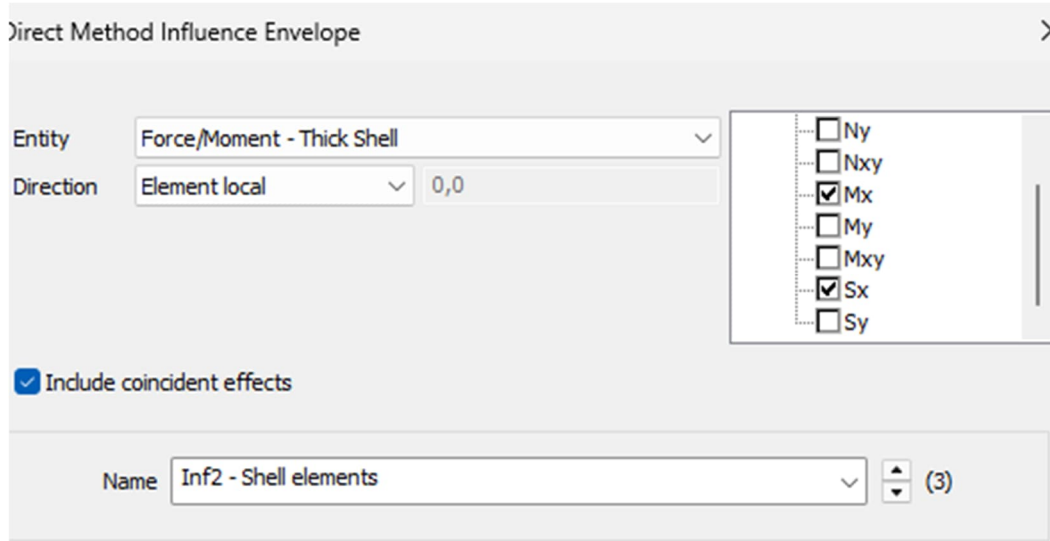 Direct Method Influence Envelope
Entity
Force/Moment - Thick Shell
Direction
Element local
0,0
Ny
Nxy
Mx
My
Mxy
Sx
Sy
Include coincident effects
Name
Inf2 - Shell elements
(3)